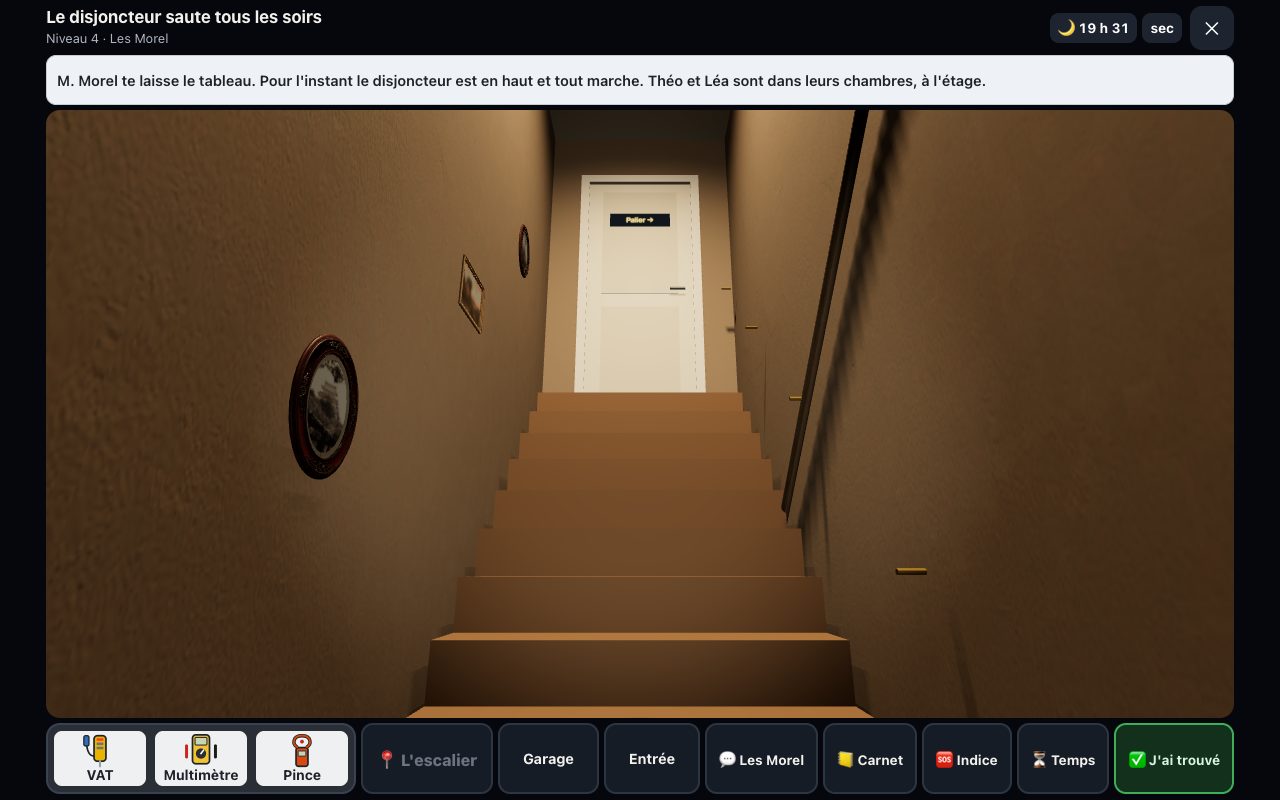 Le disjoncteur saute tous les soirs
Niveau 4 · Les Morel
🌙 19 h 31
sec
M. Morel te laisse le tableau. Pour l'instant le disjoncteur est en haut et tout marche. Théo et Léa sont dans leurs chambres, à l'étage.
Palier →
VAT
Multimètre
Pince
📍 L'escalier
Garage
Entrée
💬 Les Morel
📒 Carnet
🆘 Indice
⏳ Temps
✅ J'ai trouvé